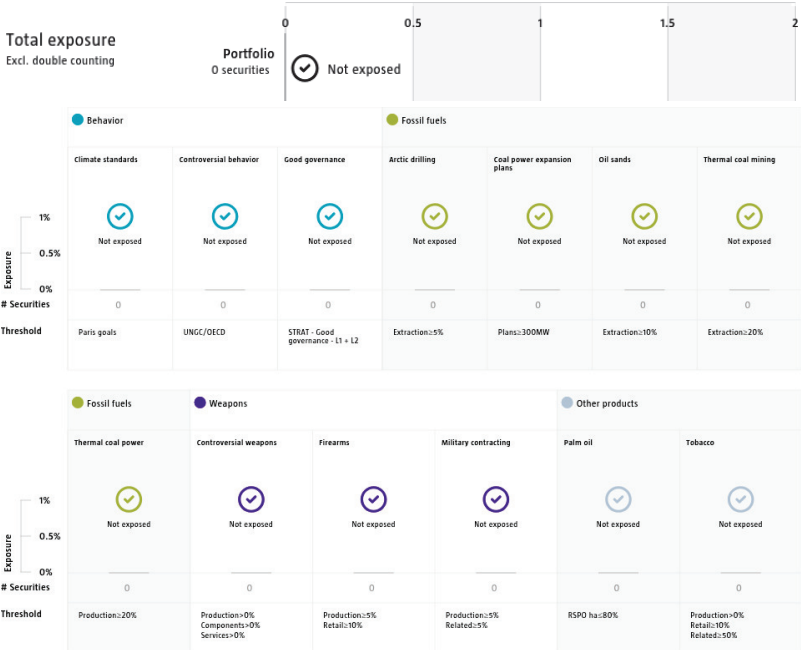 0 0.5 1 1.5 2
Total exposure
Excl. double counting
Portfolio
0 securities
Not exposed
Behavior
Fossil fuels
Climate standards
Controversial behavior
Good governance
Arctic drilling
Coal power expansion
plans
Oil sands
Thermal coal mining
Exposure
1%
0.5%
0%
Not exposed Not exposed Not exposed Not exposed Not exposed Not exposed Not exposed
# Securities 0 0 0 0 0 0 0
Threshold
Paris goals
UNGC/OECD
STRAT - Good
governance - L1 + L2
Extraction≥5%
Plans≥300MW
Extraction≥10%
Extraction≥20%
Fossil fuels
Weapons
Other products
Thermal coal power
Controversial weapons
Firearms
Military contracting
Palm oil
Tobacco
Exposure
1%
0.5%
0%
Not exposed Not exposed Not exposed Not exposed Not exposed Not exposed
# Securities 0 0 0 0 0 0
Threshold
Production≥20%
Production>0%
Components>0%
Services>0%
Production≥5%
Retail≥10%
Production≥5%
Related≥5%
RSPO ha≤80%
Production>0%
Retail≥10%
Related≥50%